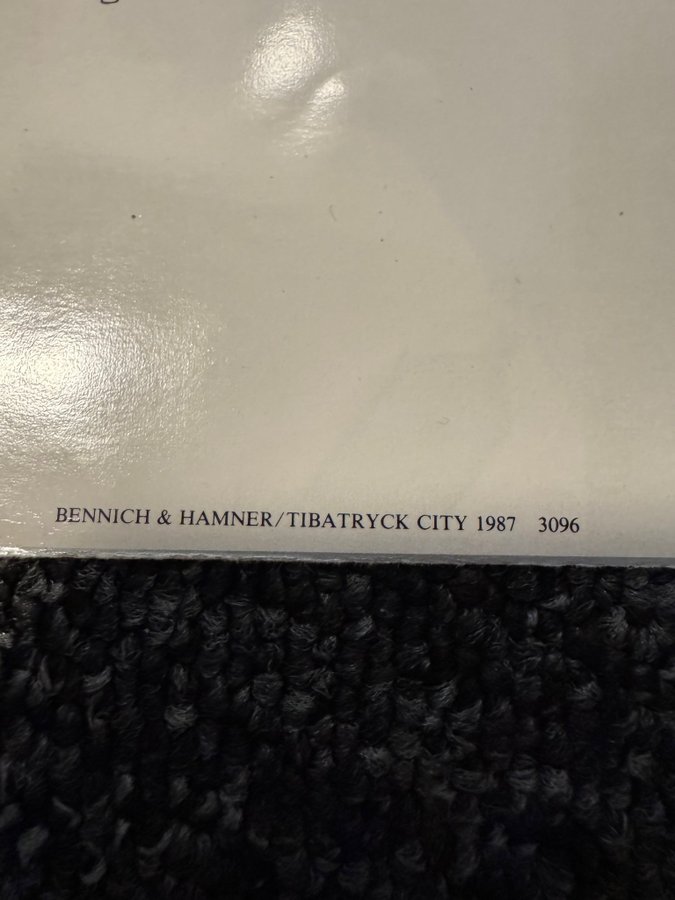 BENNICH & HAMNER/TIBATRYCK CITY 1987 3096